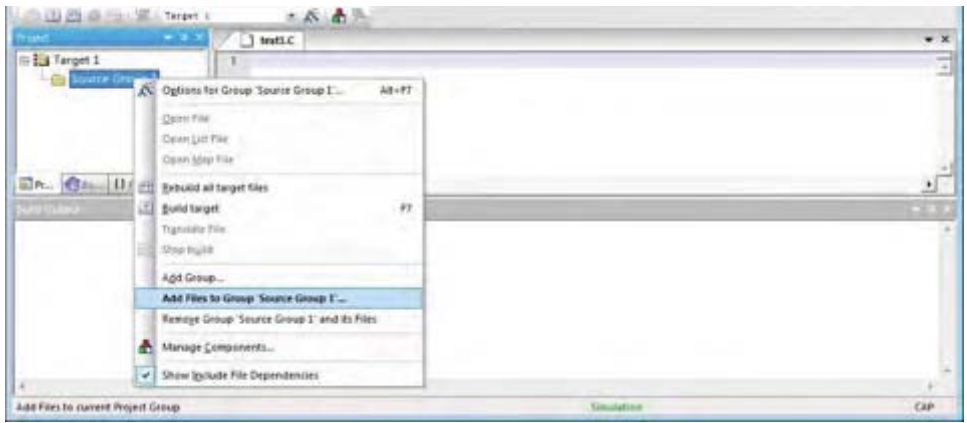 Target 1
Project
test1.C
Target 1
1
Source Group 1
Options for Group 'Source Group 1'... Alt+F7
Open File
Open List File
Open Map File
Rebuild all target files
Build target F7
Translate File
Stop build
Add Group...
Add Files to Group 'Source Group 1'...
Remove Group 'Source Group 1' and its Files
Manage Components...
Show Include File Dependencies
Pr...
Build Output
Add Files to current Project Group
Simulation
CAP